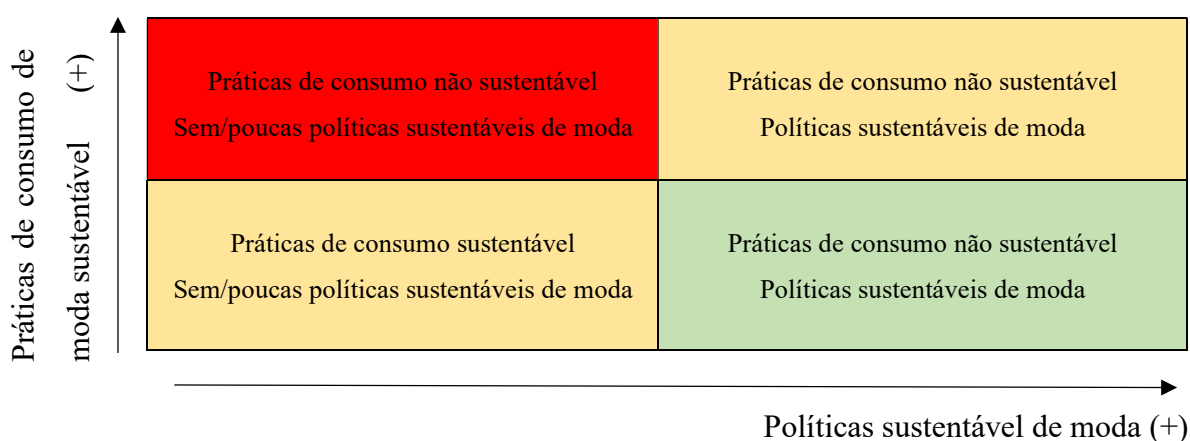 Práticas de consumo de
moda sustentável (+)
Práticas de consumo não sustentável
Sem/poucas políticas sustentáveis de moda
Práticas de consumo não sustentável
Políticas sustentáveis de moda
Práticas de consumo sustentável
Sem/poucas políticas sustentáveis de moda
Práticas de consumo não sustentável
Políticas sustentáveis de moda
Políticas sustentável de moda (+)